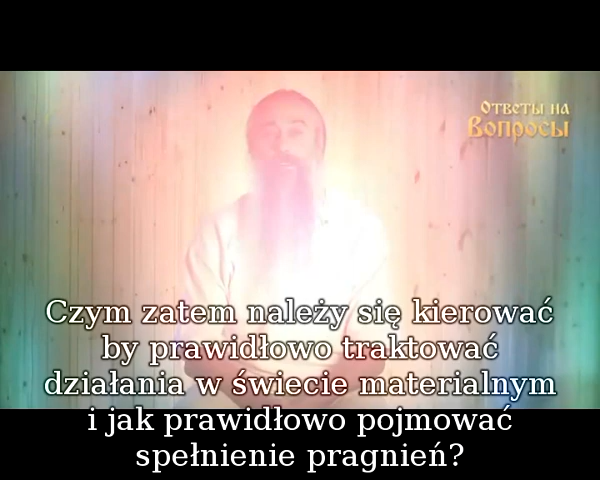 Ответы на
Вопросы
Czym zatem należy się kierować
by prawidłowo traktować
działania w świecie materialnym
i jak prawidłowo pojmować
spełnienie pragnień?